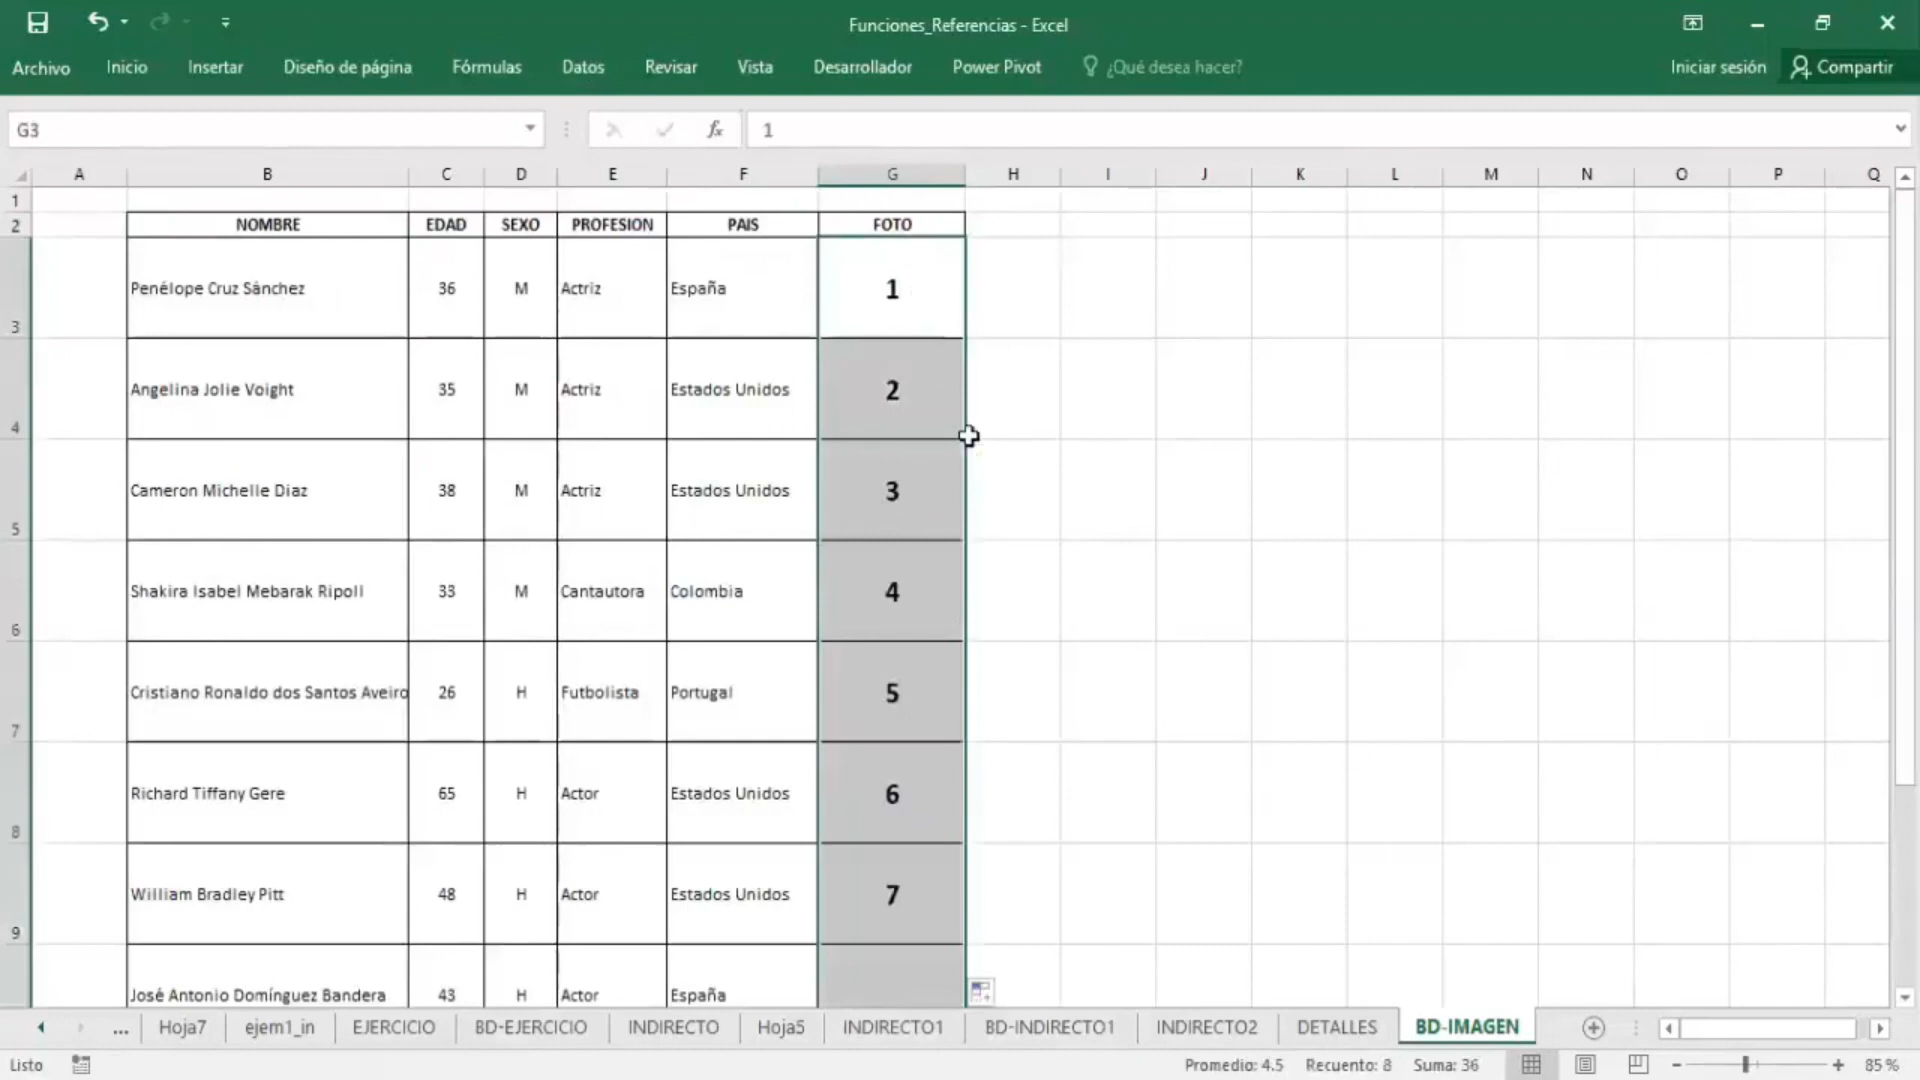 Funciones_Referencias - Excel
Archivo Inicio Insertar Diseño de página Fórmulas Datos Revisar Vista Desarrollador Power Pivot ¿Qué desea hacer? Iniciar sesión Compartir
G3 fx 1
A B C D E F G H I J K L M N O P Q
1
2 NOMBRE EDAD SEXO PROFESION PAIS FOTO
3 Penélope Cruz Sánchez 36 M Actriz España 1
4 Angelina Jolie Voight 35 M Actriz Estados Unidos 2
5 Cameron Michelle Diaz 38 M Actriz Estados Unidos 3
6 Shakira Isabel Mebarak Ripoll 33 M Cantautora Colombia 4
7 Cristiano Ronaldo dos Santos Aveiro 26 H Futbolista Portugal 5
8 Richard Tiffany Gere 65 H Actor Estados Unidos 6
9 William Bradley Pitt 48 H Actor Estados Unidos 7
José Antonio Domínguez Bandera 43 H Actor España
... Hoja7 ejem1_in EJERCICIO BD-EJERCICIO INDIRECTO Hoja5 INDIRECTO1 BD-INDIRECTO1 INDIRECTO2 DETALLES BD-IMAGEN
Listo Promedio: 4.5 Recuento: 8 Suma: 36 85 %